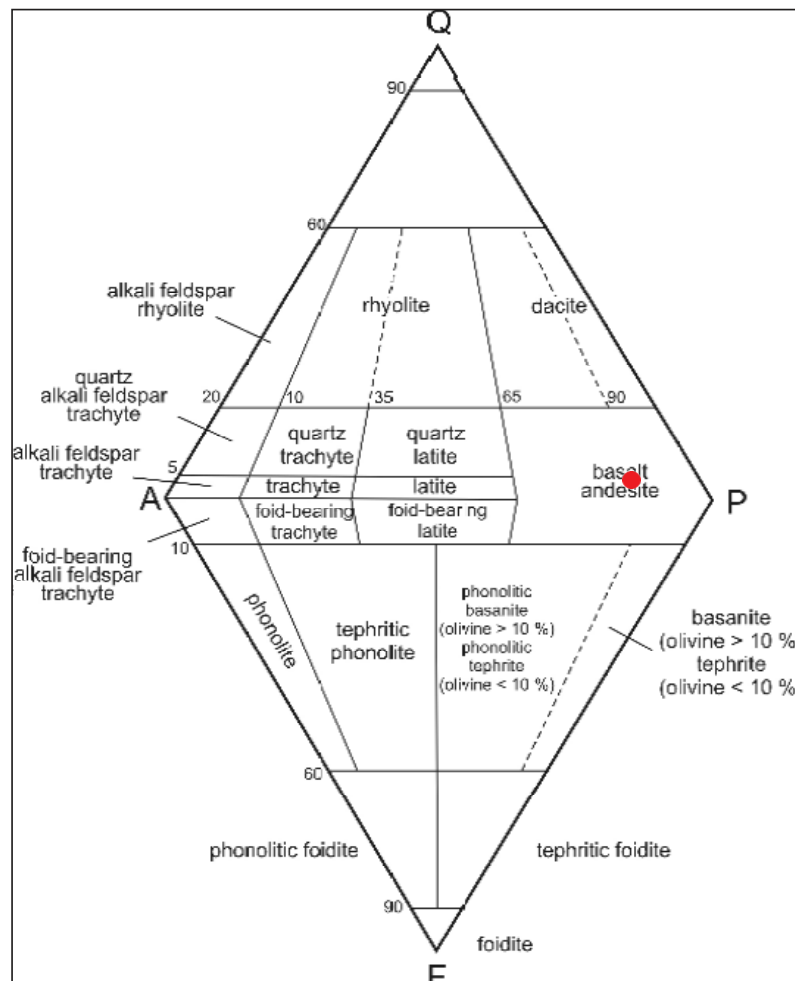 Q
90
60
alkali feldspar
rhyolite
rhyolite
dacite
quartz
alkali feldspar
trachyte
20
10
35
65
90
quartz
trachyte
quartz
latite
alkali feldspar
trachyte
5
trachyte
latite
basalt
andesite
A
P
foid-bearing
trachyte
foid-bearing
latite
10
foid-bearing
alkali feldspar
trachyte
phonolite
tephritic
phonolite
phonolitic
basanite
(olivine > 10 %)
phonolitic
tephrite
(olivine < 10 %)
basanite
(olivine > 10 %
tephrite
(olivine < 10 %)
60
phonolitic foidite
tephritic foidite
90
foidite
F